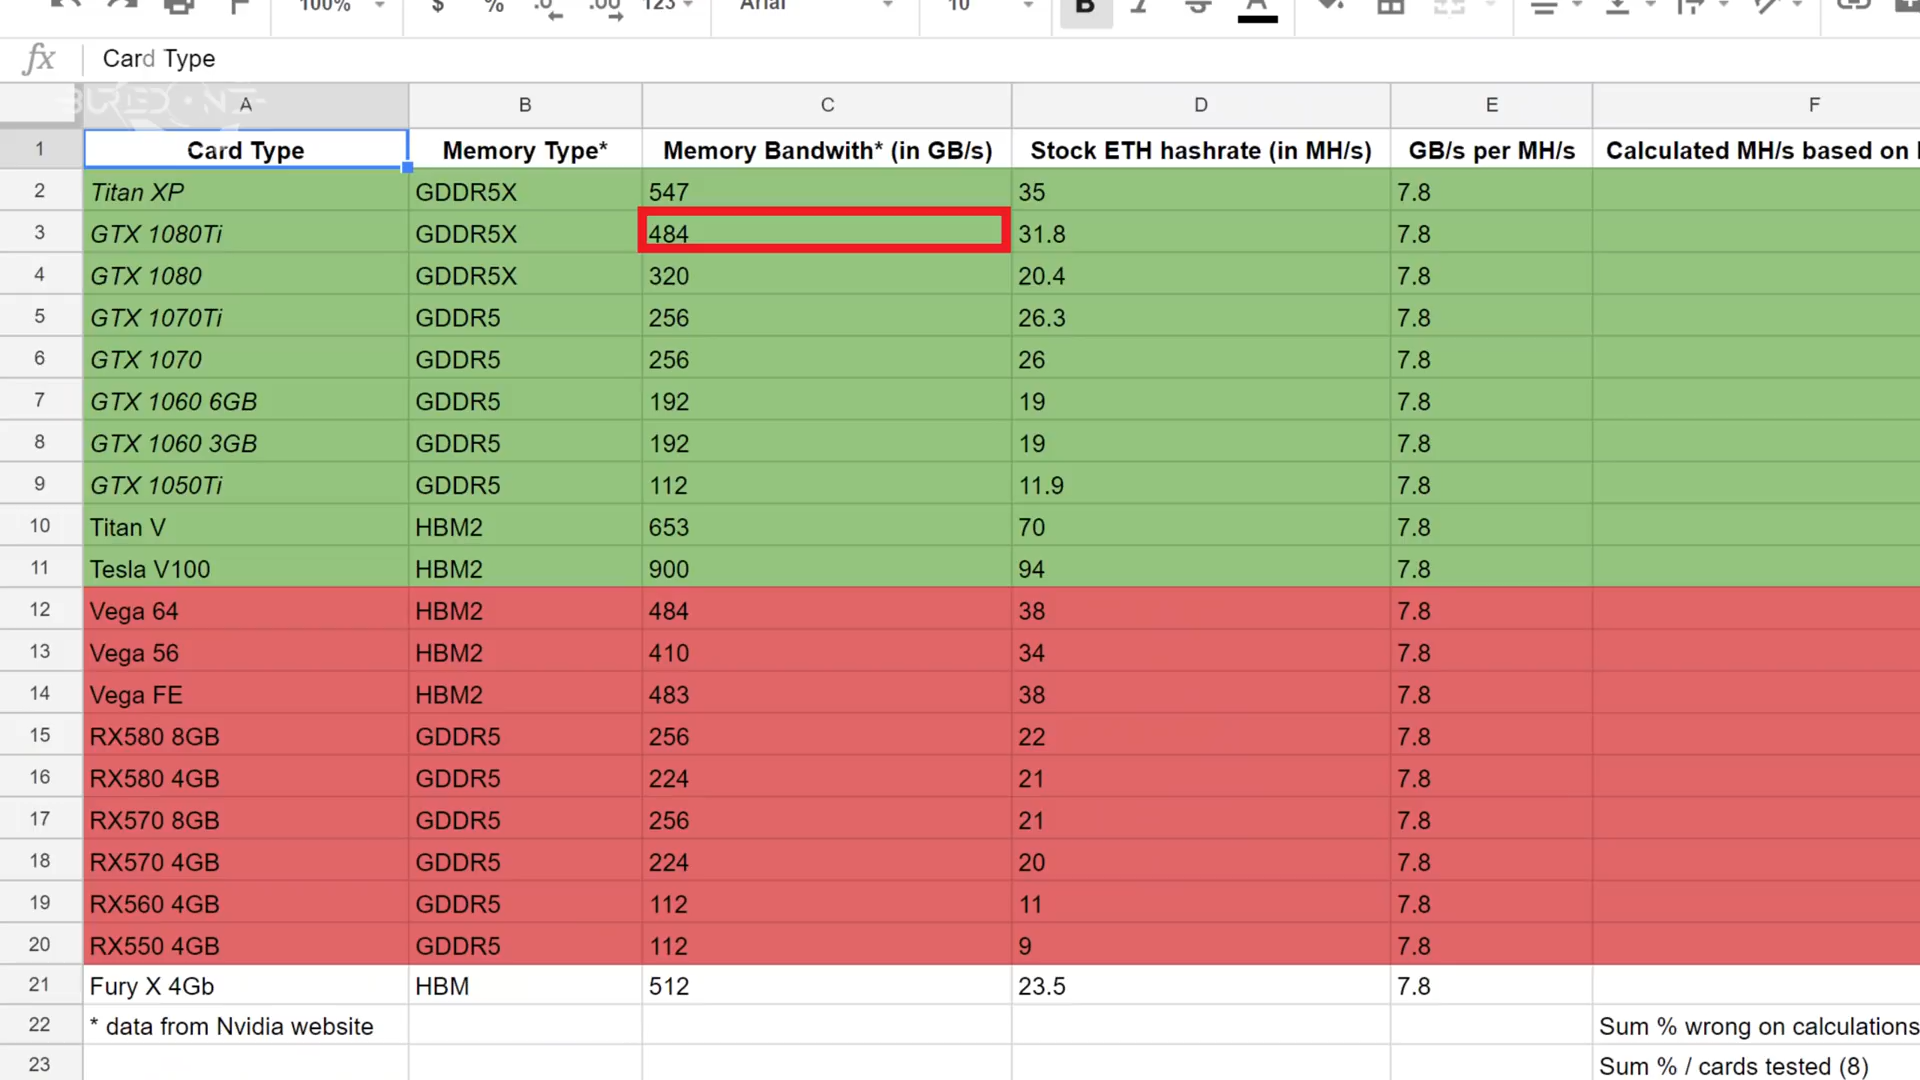 100% $ % .0 .00 123 Arial 10 B I S A
fx Card Type
A B C D E F
1 Card Type Memory Type* Memory Bandwith* (in GB/s) Stock ETH hashrate (in MH/s) GB/s per MH/s Calculated MH/s based on
2 Titan XP GDDR5X 547 35 7.8
3 GTX 1080Ti GDDR5X 484 31.8 7.8
4 GTX 1080 GDDR5X 320 20.4 7.8
5 GTX 1070Ti GDDR5 256 26.3 7.8
6 GTX 1070 GDDR5 256 26 7.8
7 GTX 1060 6GB GDDR5 192 19 7.8
8 GTX 1060 3GB GDDR5 192 19 7.8
9 GTX 1050Ti GDDR5 112 11.9 7.8
10 Titan V HBM2 653 70 7.8
11 Tesla V100 HBM2 900 94 7.8
12 Vega 64 HBM2 484 38 7.8
13 Vega 56 HBM2 410 34 7.8
14 Vega FE HBM2 483 38 7.8
15 RX580 8GB GDDR5 256 22 7.8
16 RX580 4GB GDDR5 224 21 7.8
17 RX570 8GB GDDR5 256 21 7.8
18 RX570 4GB GDDR5 224 20 7.8
19 RX560 4GB GDDR5 112 11 7.8
20 RX550 4GB GDDR5 112 9 7.8
21 Fury X 4Gb HBM 512 23.5 7.8
22 * data from Nvidia website Sum % wrong on calculations
23 Sum % / cards tested (8)